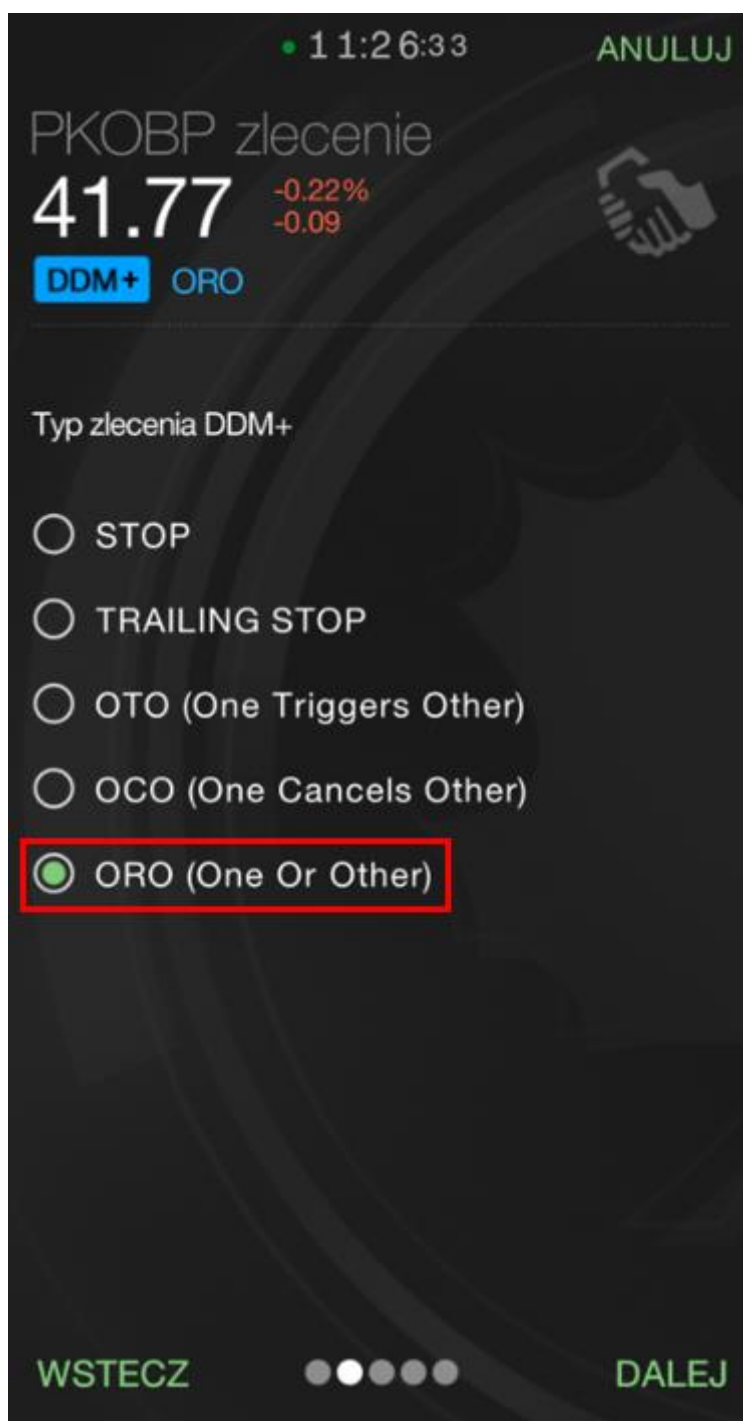 11:26:33 ANULUJ
PKOBP zlecenie
41.77 -0.22%
-0.09
DDM+ ORO
Typ zlecenia DDM+
STOP
TRAILING STOP
OTO (One Triggers Other)
OCO (One Cancels Other)
ORO (One Or Other)
WSTECZ DALEJ